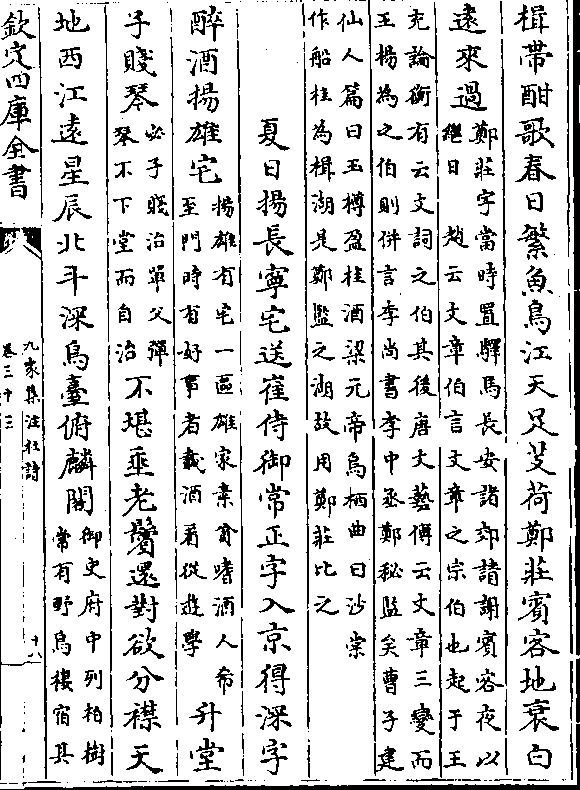 楫帶酣歌春日繁魚鳥江天足芰荷鄭莊賓客地衰白
遠來過鄭莊字當時置驛馬長安諸郊請謝賓客夜以
繼日　趙云文章伯言文章之宗伯也起于王
充論衡有云文詞之伯其後唐文藝傳云文章三變而
王楊為之伯則併言李尚書李中丞鄭秘監矣曹子建
仙人篇曰玉樽盈桂酒梁元帝烏栖曲曰沙棠
作船桂為楫湖是鄭監之湖故用鄭莊比之
夏日揚長寧宅送崔侍御常正字入京得深字
醉酒揚雄宅揚雄有宅一區雄家素貧嗜酒人希
至門時有好事者載酒肴從遊學升堂
子賤琴必子賤治單父彈
琴不下堂而自治不堪垂老鬢還對欲分襟天
地西江遠星辰北斗深烏臺俯麟閣御史府中列柏樹
常有野烏棲宿其
欽定四庫全書
九家集注杜詩
卷三十三
十六